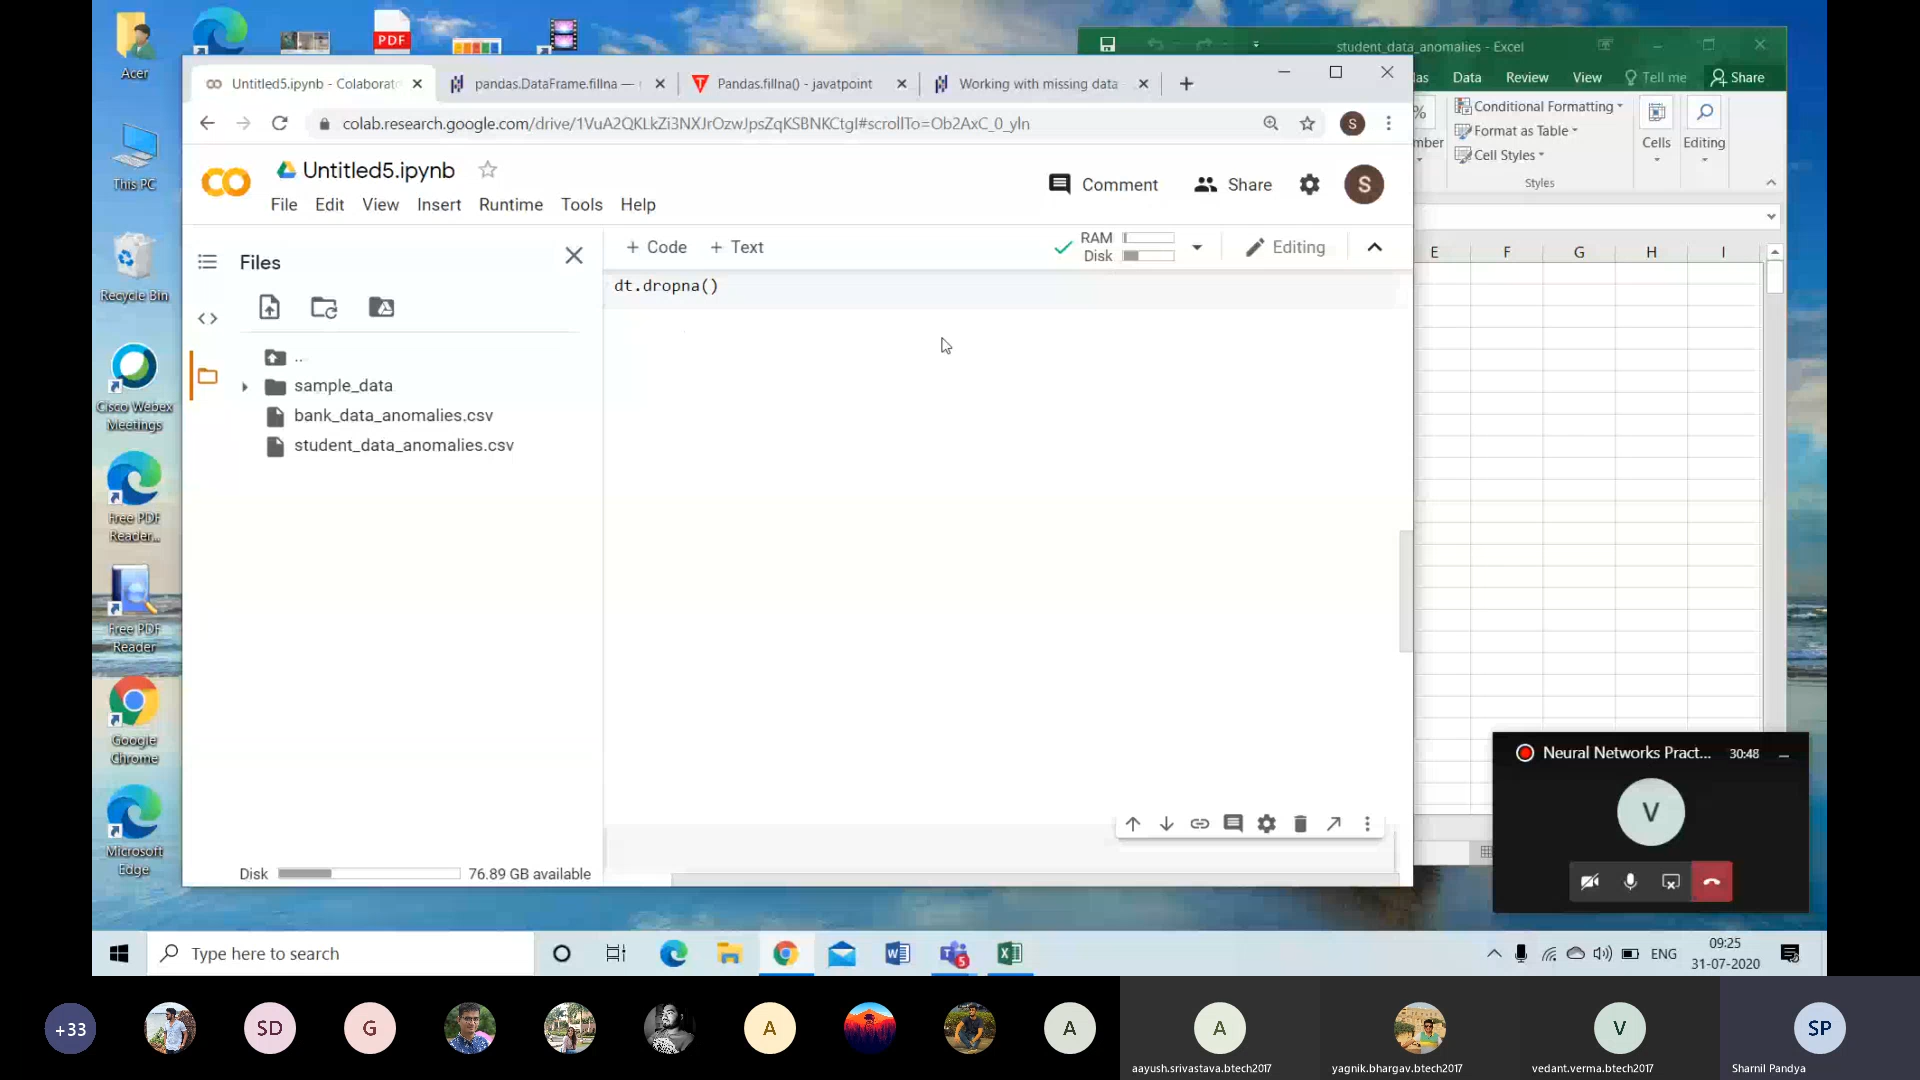 Acer
This PC
Recycle Bin
Cisco Webex
Meetings
Free PDF
Reader...
Free PDF
Reader
Google
Chrome
Microsoft
Edge
PDF
student_data_anomalies - Excel
Data Review View Tell me Share
Conditional Formatting
Format as Table
Cell Styles
Cells
Editing
Styles
E F G H I
Untitled5.ipynb - Colaborato
pandas.DataFrame.fillna —
Pandas.fillna() - javatpoint
Working with missing data
colab.research.google.com/drive/1VuA2QKLkZi3NXJrOzwJpsZqKSBNKCtgI#scrollTo=Ob2AxC_0_yln
S
CO
Untitled5.ipynb
File Edit View Insert Runtime Tools Help
Comment Share S
Files
+ Code + Text
RAM
Disk
Editing
dt.dropna()
..
sample_data
bank_data_anomalies.csv
student_data_anomalies.csv
Disk 76.89 GB available
Neural Networks Pract... 30:48
V
Type here to search
5
ENG
09:25
31-07-2020
+33 SD G A A A V SP
aayush.srivastava.btech2017 yagnik.bhargav.btech2017 vedant.verma.btech2017 Sharnil Pandya